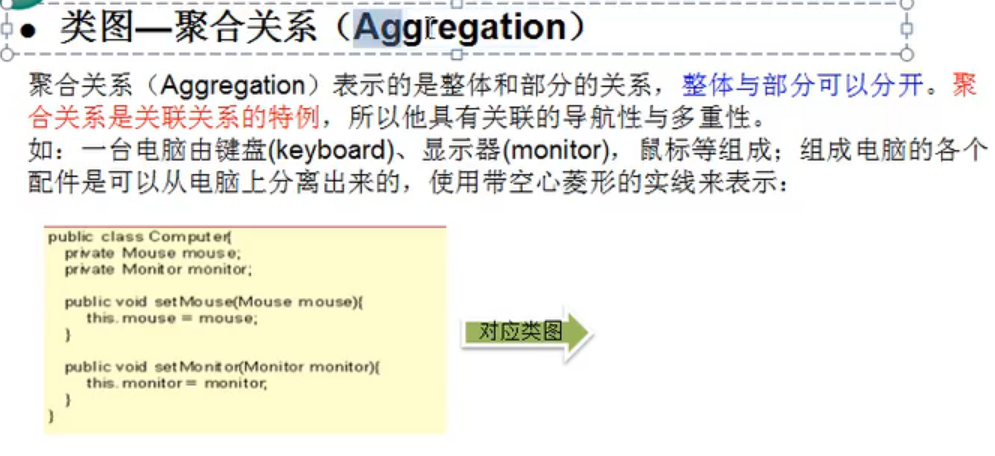 ● 类图—聚合关系（Aggregation）
聚合关系（Aggregation）表示的是整体和部分的关系，整体与部分可以分开。聚
合关系是关联关系的特例，所以他具有关联的导航性与多重性。
如：一台电脑由键盘(keyboard)、显示器(monitor)，鼠标等组成；组成电脑的各个
配件是可以从电脑上分离出来的，使用带空心菱形的实线来表示：
public class Computer{
private Mouse mouse;
private Monitor monitor;
public void setMouse(Mouse mouse){
this.mouse = mouse;
}
public void setMonitor(Monitor monitor){
this.monitor = monitor;
}
}
对应类图